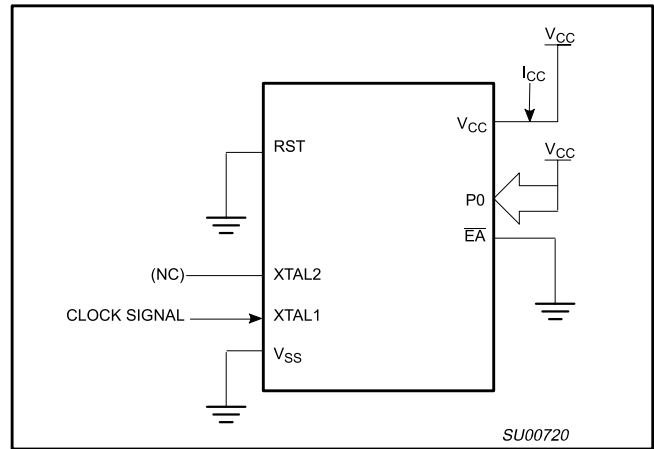 VCC
ICC
VCC
RST
VCC
P0
EA
(NC)
XTAL2
CLOCK SIGNAL
XTAL1
VSS
SU00720